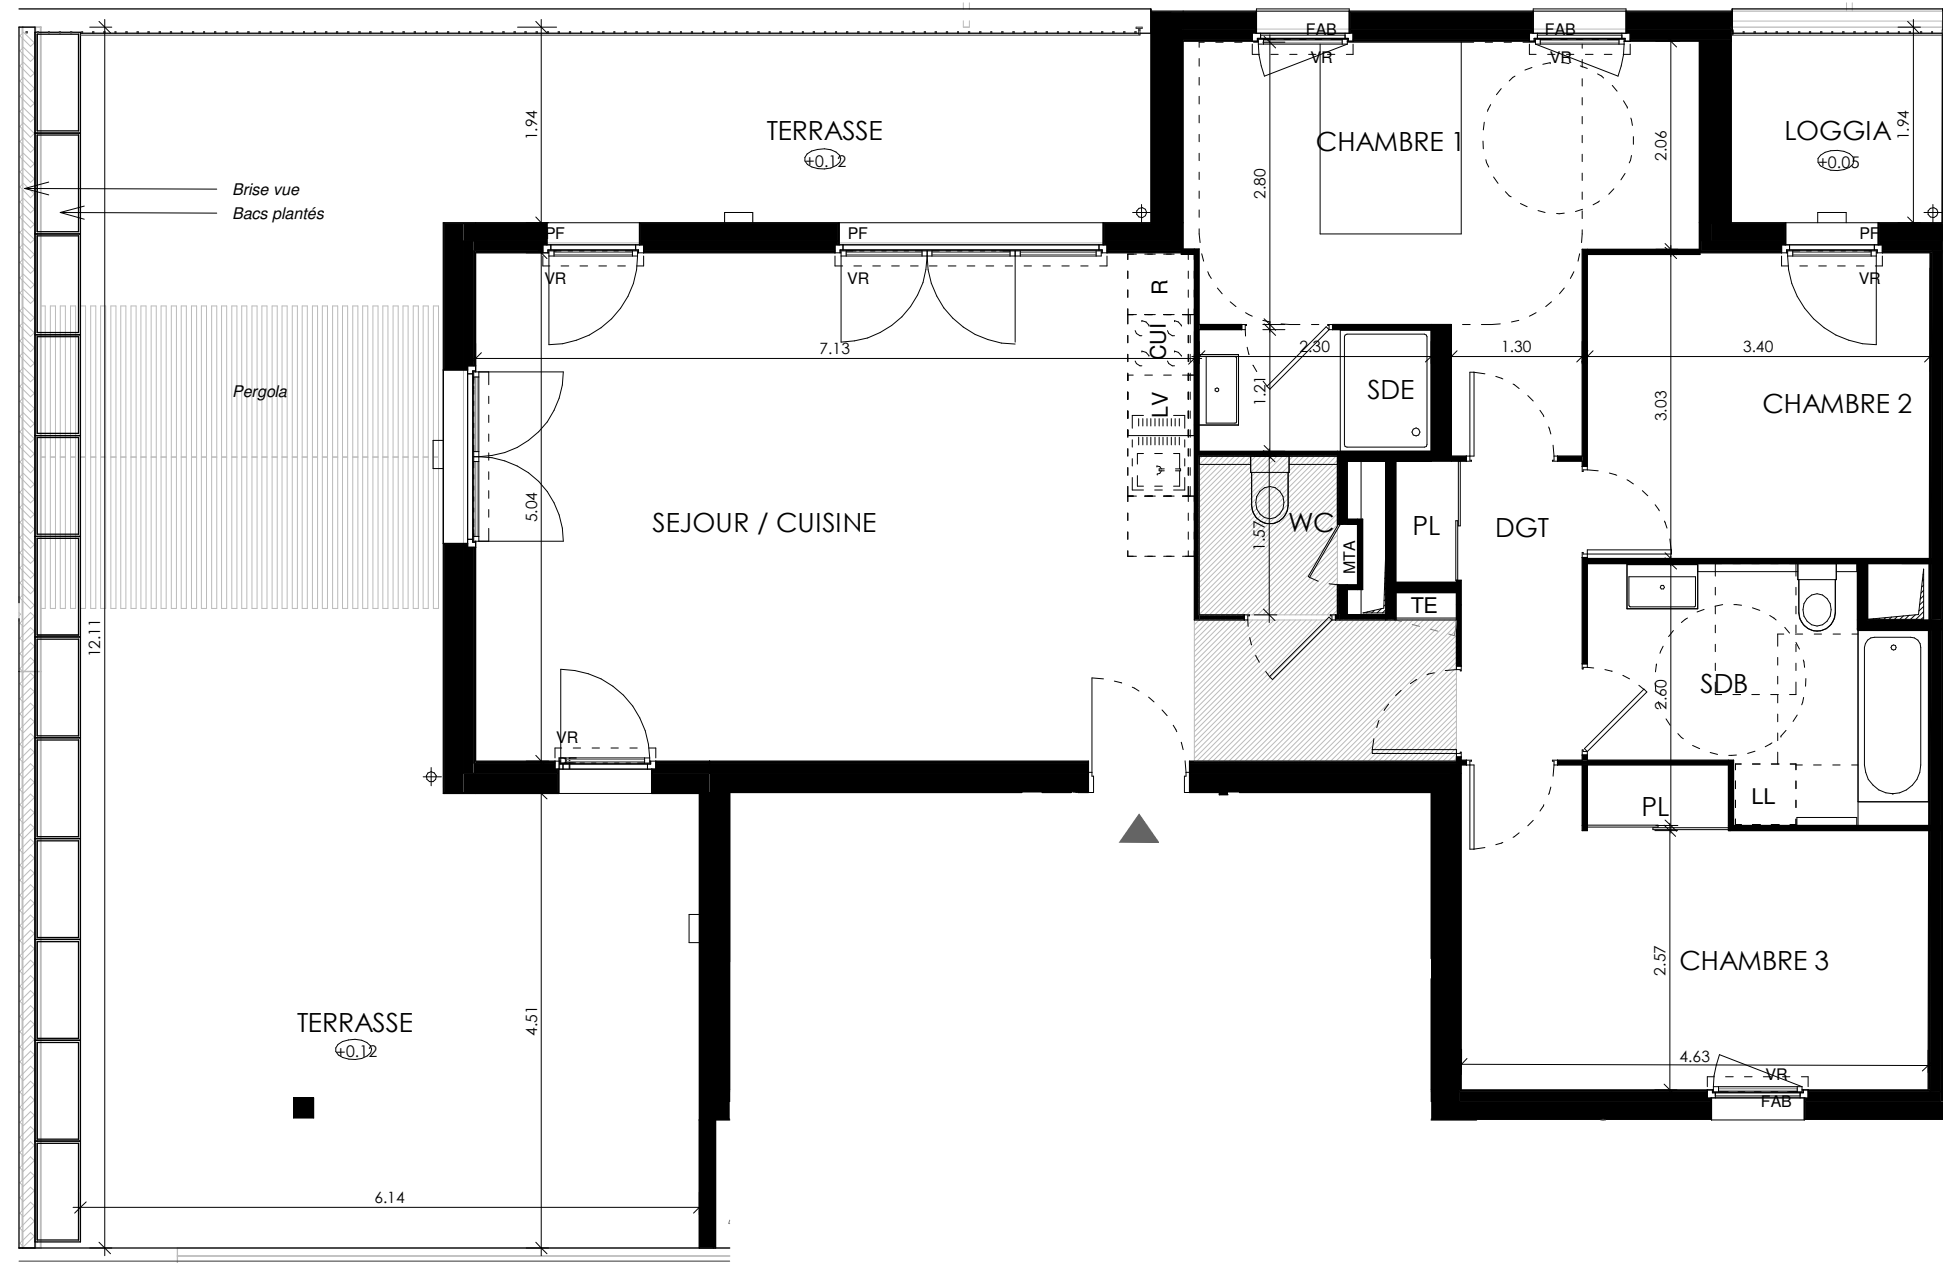 FAB
FAB
VR
VR
TERRASSE
+0.12
1.94
CHAMBRE 1
2.06
LOGGIA
+0.05
1.94
2.80
Brise vue
Bacs plantés
PF
PF
PF
VR
VR
VR
R
CUI
LV
7.13
2.30
1.30
3.40
Pergola
1.21
SDE
3.03
CHAMBRE 2
5.04
SEJOUR / CUISINE
1.57
WC
MTA
PL
DGT
TE
12.11
SDB
2.60
VR
PF
PL
LL
2.57
CHAMBRE 3
TERRASSE
+0.12
4.51
4.63
VR
FAB
6.14